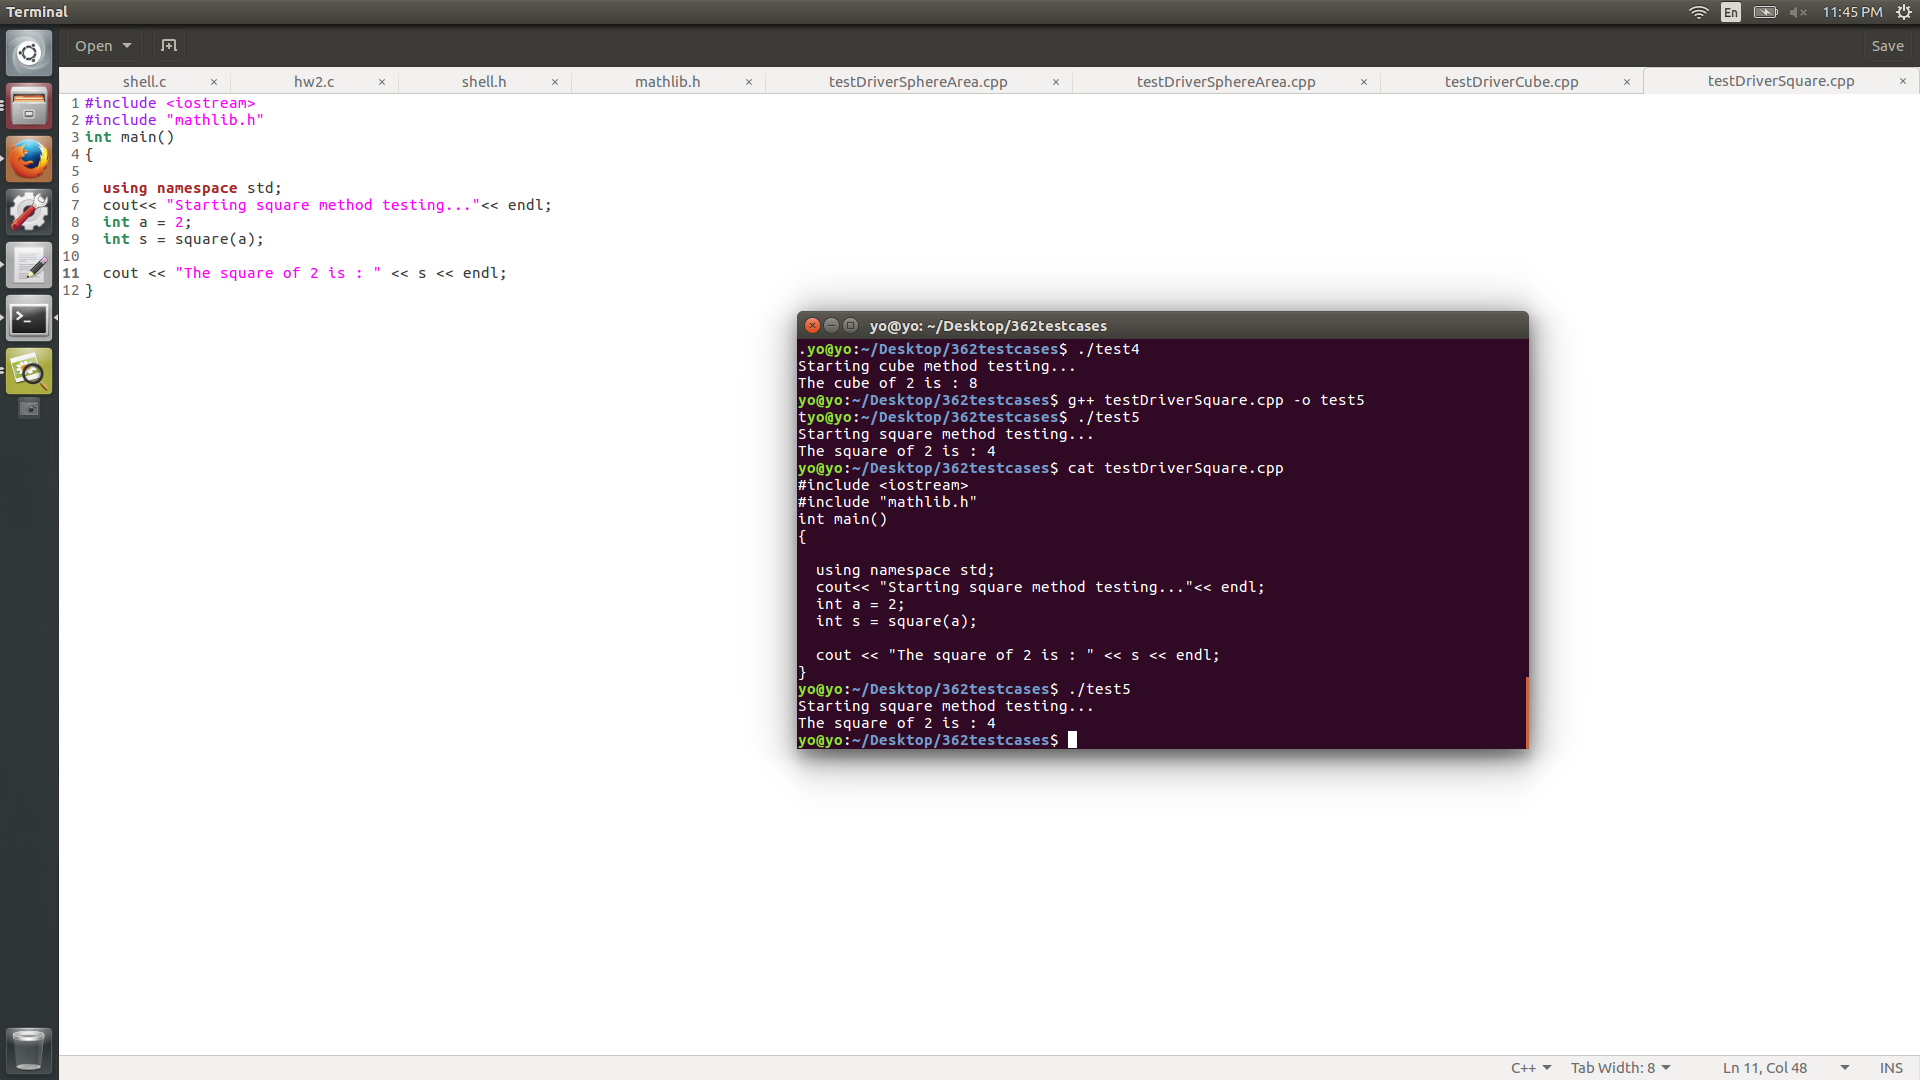 Terminal
En
11:45 PM
Open
Save
shell.c
hw2.c
shell.h
mathlib.h
testDriverSphereArea.cpp
testDriverSphereArea.cpp
testDriverCube.cpp
testDriverSquare.cpp
1 #include <iostream>
2 #include "mathlib.h"
3 int main()
4 {
5
6   using namespace std;
7   cout<< "Starting square method testing..."<< endl;
8   int a = 2;
9   int s = square(a);
10
11   cout << "The square of 2 is : " << s << endl;
12 }
yo@yo: ~/Desktop/362testcases
.yo@yo:~/Desktop/362testcases$ ./test4
Starting cube method testing...
The cube of 2 is : 8
yo@yo:~/Desktop/362testcases$ g++ testDriverSquare.cpp -o test5
tyo@yo:~/Desktop/362testcases$ ./test5
Starting square method testing...
The square of 2 is : 4
yo@yo:~/Desktop/362testcases$ cat testDriverSquare.cpp
#include <iostream>
#include "mathlib.h"
int main()
{
  using namespace std;
  cout<< "Starting square method testing..."<< endl;
  int a = 2;
  int s = square(a);
  cout << "The square of 2 is : " << s << endl;
}
yo@yo:~/Desktop/362testcases$ ./test5
Starting square method testing...
The square of 2 is : 4
yo@yo:~/Desktop/362testcases$
C++
Tab Width: 8
Ln 11, Col 48
INS